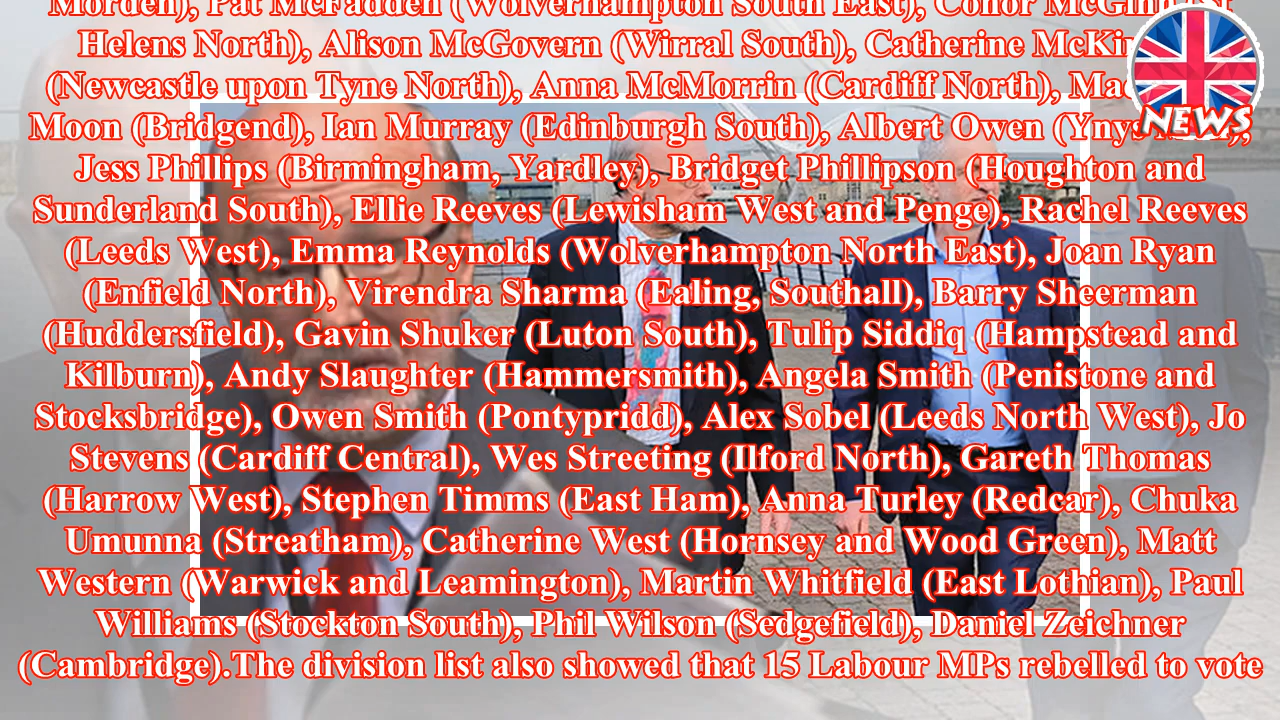 Morden), Pat McFadden (Wolverhampton South East), Conor McGinn (St
Helens North), Alison McGovern (Wirral South), Catherine
(Newcastle upon Tyne North), Anna McMorrin (Cardiff North),
Moon (Bridgend), Ian Murray (Edinburgh South), Albert Owen (Ynys
Jess Phillips (Birmingham, Yardley), Bridget Phillipson (Houghton and
Sunderland South), Ellie Reeves (Lewisham West and Penge), Rachel Reeves
(Leeds West), Emma Reynolds (Wolverhampton North East), Joan Ryan
(Enfield North), Virendra Sharma (Ealing, Southall), Barry Sheerman
(Huddersfield), Gavin Shuker (Luton South), Tulip Siddiq (Hampstead and
Kilburn), Andy Slaughter (Hammersmith), Angela Smith (Penistone and
Stocksbridge), Owen Smith (Pontypridd), Alex Sobel (Leeds North West), Jo
Stevens (Cardiff Central), Wes Streeting (Ilford North), Gareth Thomas
(Harrow West), Stephen Timms (East Ham), Anna Turley (Redcar), Chuka
Umunna (Streatham), Catherine West (Hornsey and Wood Green), Matt
Western (Warwick and Leamington), Martin Whitfield (East Lothian), Paul
Williams (Stockton South), Phil Wilson (Sedgefield), Daniel Zeichner
(Cambridge).The division list also showed that 15 Labour MPs rebelled to vote
NEWS